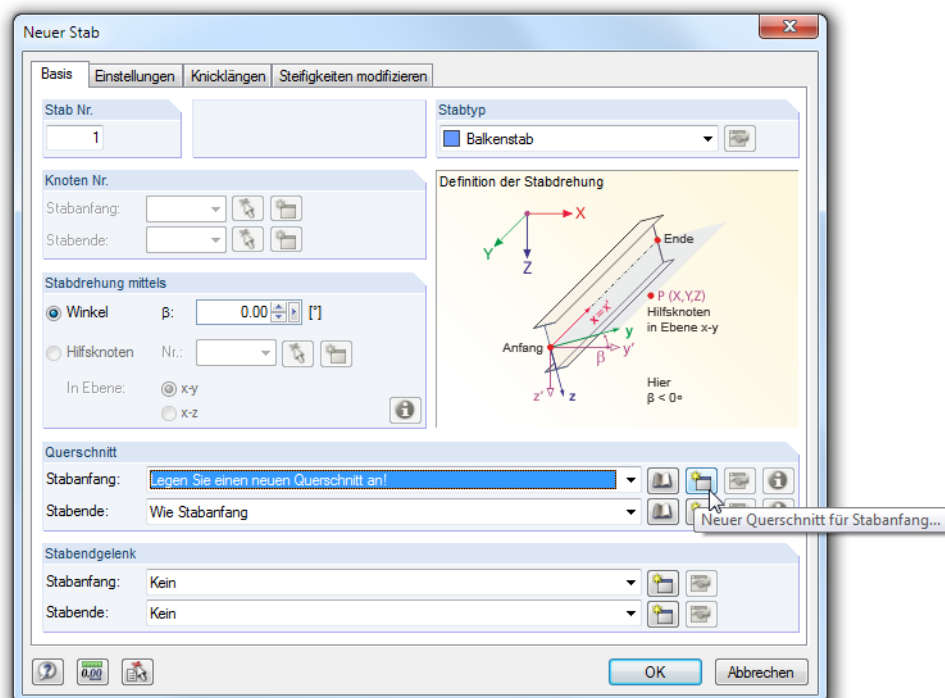 Neuer Stab
Basis
Einstellungen
Knicklängen
Steifigkeiten modifizieren
Stab Nr.
1
Stabtyp
Balkenstab
Knoten Nr.
Stabanfang:
Stabende:
Definition der Stabdrehung
X
Y
Z
Ende
P (X,Y,Z)
Hilfsknoten
in Ebene x-y
x=x'
y
Anfang
β
y'
z'
z
Hier
β < 0°
Stabdrehung mittels
Winkel
β:
0.00
[°]
Hilfsknoten
Nr.:
In Ebene:
x-y
x-z
Querschnitt
Stabanfang:
Legen Sie einen neuen Querschnitt an!
Stabende:
Wie Stabanfang
Neuer Querschnitt für Stabanfang...
Stabendgelenk
Stabanfang:
Kein
Stabende:
Kein
0.00
OK
Abbrechen